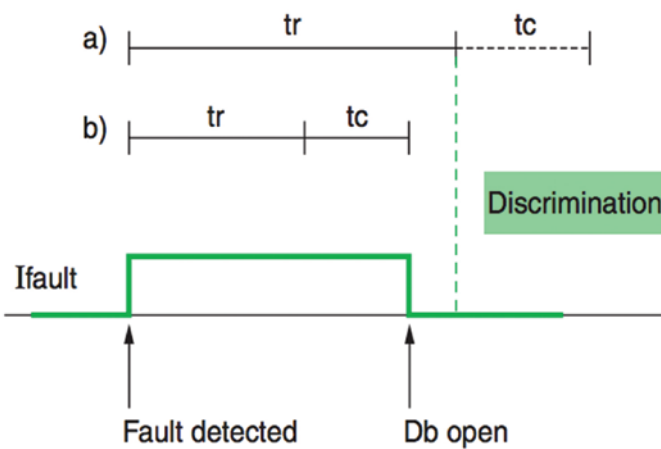 a) tr tc
b) tr tc
Discrimination
Ifault
Fault detected Db open